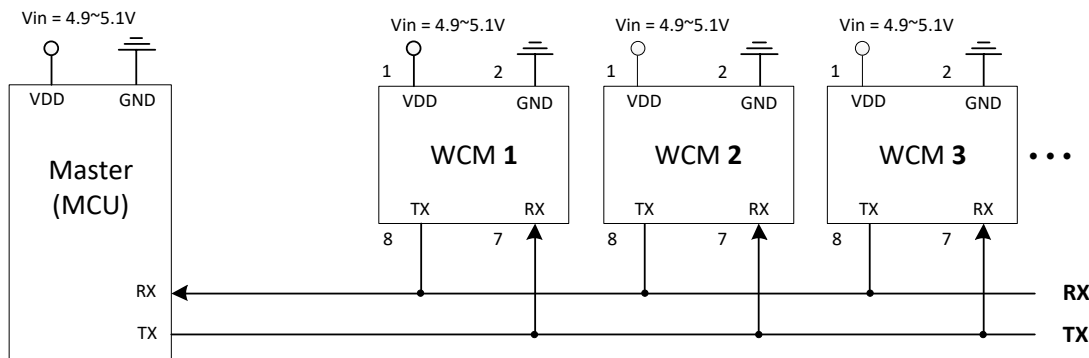 Vin = 4.9~5.1V
VDD GND
Master
(MCU)
RX
TX
Vin = 4.9~5.1V
1 2
VDD GND
WCM 1
TX RX
8 7
Vin = 4.9~5.1V
1 2
VDD GND
WCM 2
TX RX
8 7
Vin = 4.9~5.1V
1 2
VDD GND
WCM 3
TX RX
8 7
RX
TX